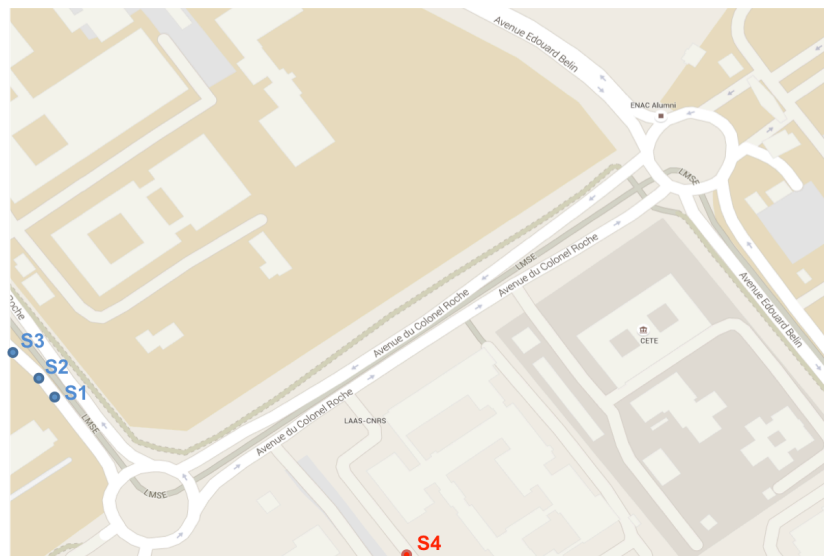 Avenue Edouard Belin
ENAC Alumni
LMSE
LMSE
Avenue du Colonel Roche
Avenue du Colonel Roche
Avenue Edouard Belin
Roche
CETE
S3
S2
S1
LMSE
LAAS-CNRS
Avenue du Colonel Roche
LMSE
S4